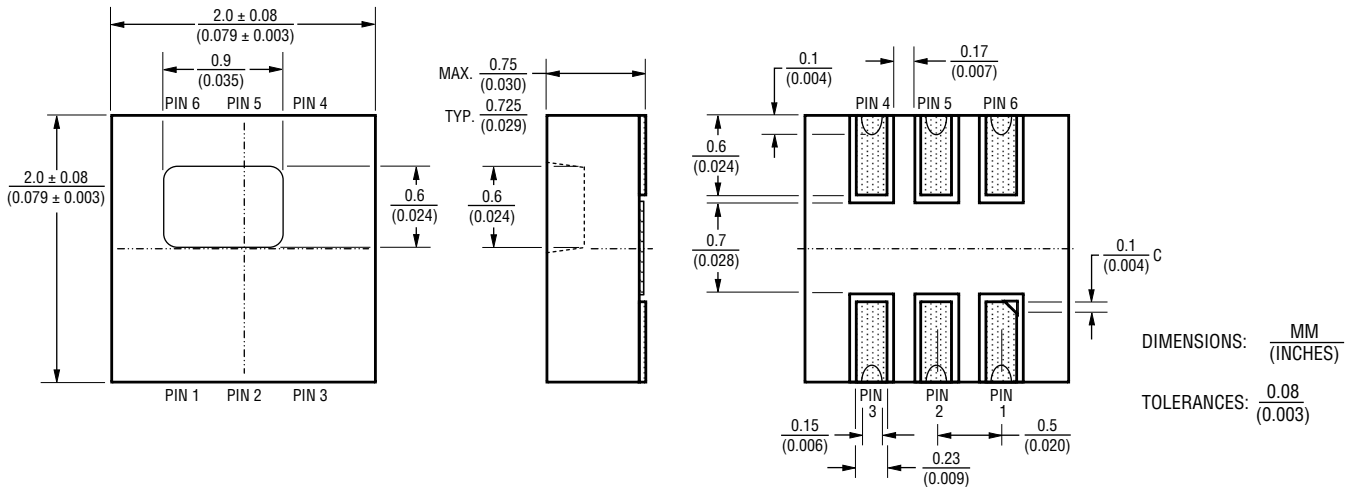 2.0 ± 0.08
(0.079 ± 0.003)
0.9
(0.035)
PIN 6 PIN 5 PIN 4
2.0 ± 0.08
(0.079 ± 0.003)
0.6
(0.024)
PIN 1 PIN 2 PIN 3
MAX. 0.75
(0.030)
TYP. 0.725
(0.029)
0.6
(0.024)
0.1
(0.004)
0.17
(0.007)
PIN 4 PIN 5 PIN 6
0.6
(0.024)
0.7
(0.028)
0.1
(0.004) C
PIN
3
PIN
2
PIN
1
0.15
(0.006)
0.5
(0.020)
0.23
(0.009)
DIMENSIONS: MM
(INCHES)
TOLERANCES: 0.08
(0.003)